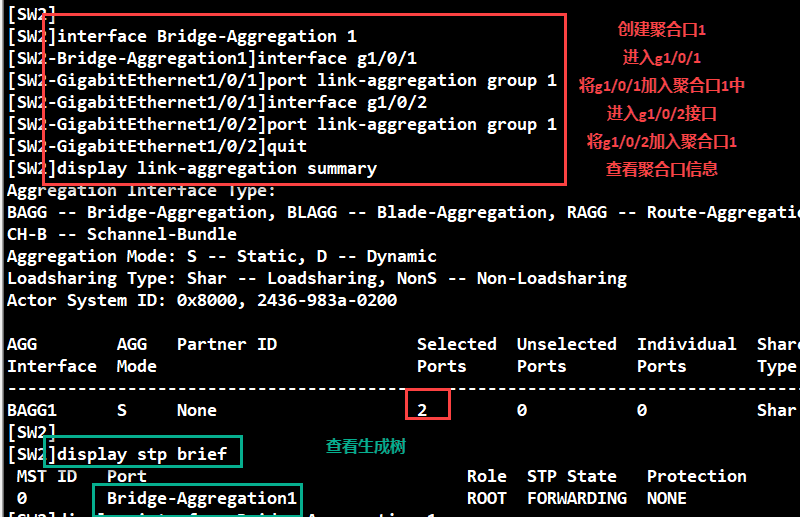 [SW2]
[SW2]interface Bridge-Aggregation 1
创建聚合口1
[SW2-Bridge-Aggregation1]interface g1/0/1
进入g1/0/1
[SW2-GigabitEthernet1/0/1]port link-aggregation group 1
将g1/0/1加入聚合口1中
[SW2-GigabitEthernet1/0/1]interface g1/0/2
进入g1/0/2接口
[SW2-GigabitEthernet1/0/2]port link-aggregation group 1
将g1/0/2加入聚合口1
[SW2-GigabitEthernet1/0/2]quit
[SW2]display link-aggregation summary
查看聚合口信息
Aggregation Interface Type:
BAGG -- Bridge-Aggregation, BLAGG -- Blade-Aggregation, RAGG -- Route-Aggregatio
CH-B -- Schannel-Bundle
Aggregation Mode: S -- Static, D -- Dynamic
Loadsharing Type: Shar -- Loadsharing, NonS -- Non-Loadsharing
Actor System ID: 0x8000, 2436-983a-0200
AGG AGG Partner ID Selected Unselected Individual Share
Interface Mode Ports Ports Ports Type
--------------------------------------------------------------------------------
BAGG1 S None 2 0 0 Shar
[SW2]
[SW2]display stp brief
查看生成树
MST ID Port Role STP State Protection
0 Bridge-Aggregation1 ROOT FORWARDING NONE